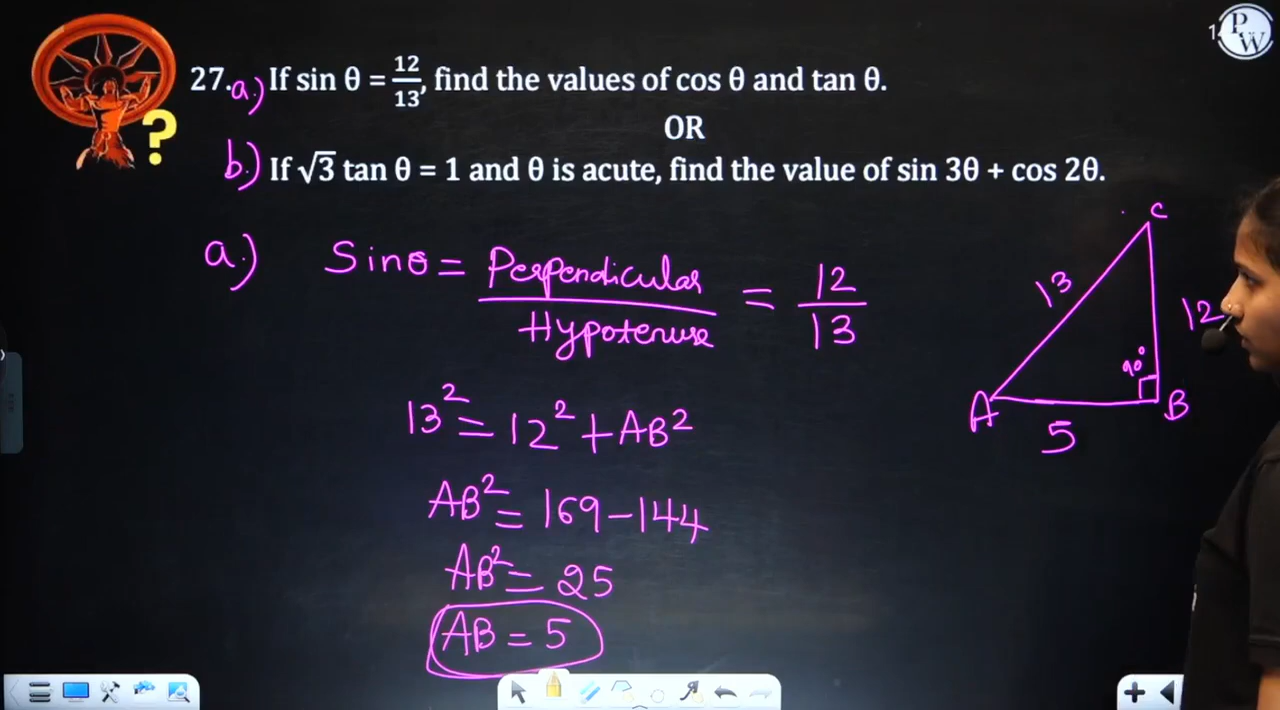 PW
27. a.) If sin θ = 12/13, find the values of cos θ and tan θ.
OR
b.) If √3 tan θ = 1 and θ is acute, find the value of sin 3θ + cos 2θ.
?
a.) Sinθ = Perpendicular/Hypotenuse = 12/13
C
13
12
90°
A
B
5
13² = 12² + AB²
AB² = 169 - 144
AB² = 25
AB = 5